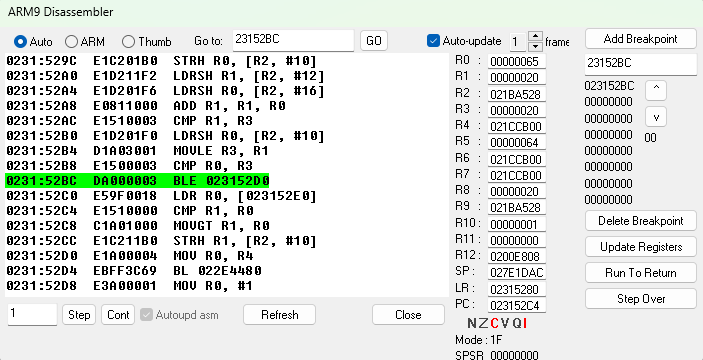 ARM9 Disassembler
Auto ARM Thumb Go to: 23152BC GO Auto-update 1 frame Add Breakpoint
0231:529C E1C201B0 STRH R0, [R2, #10]
0231:52A0 E1D211F2 LDRSH R1, [R2, #12]
0231:52A4 E1D201F6 LDRSH R0, [R2, #16]
0231:52A8 E0811000 ADD R1, R1, R0
0231:52AC E1510003 CMP R1, R3
0231:52B0 E1D201F0 LDRSH R0, [R2, #10]
0231:52B4 D1A03001 MOVLE R3, R1
0231:52B8 E1500003 CMP R0, R3
0231:52BC DA000003 BLE 023152D0
0231:52C0 E59F0018 LDR R0, [023152E0]
0231:52C4 E1510000 CMP R1, R0
0231:52C8 C1A01000 MOVGT R1, R0
0231:52CC E1C211B0 STRH R1, [R2, #10]
0231:52D0 E1A00004 MOV R0, R4
0231:52D4 EBFF3C69 BL 022E4480
0231:52D8 E3A00001 MOV R0, #1
R0 : 00000065
R1 : 00000020
R2 : 021BA528
R3 : 00000020
R4 : 021CCB00
R5 : 00000064
R6 : 021CCB00
R7 : 021CCB00
R8 : 00000020
R9 : 021BA528
R10: 00000001
R11: 00000000
R12: 0200E808
SP : 027E1DAC
LR : 02315280
PC : 023152C4
NZCVQI
Mode : 1F
SPSR 00000000
23152BC
023152BC
00000000
00000000
00000000
00000000
00000000
00000000
00000000
^
v
00
Delete Breakpoint
Update Registers
Run To Return
Step Over
1 Step Cont Autoupd asm Refresh Close